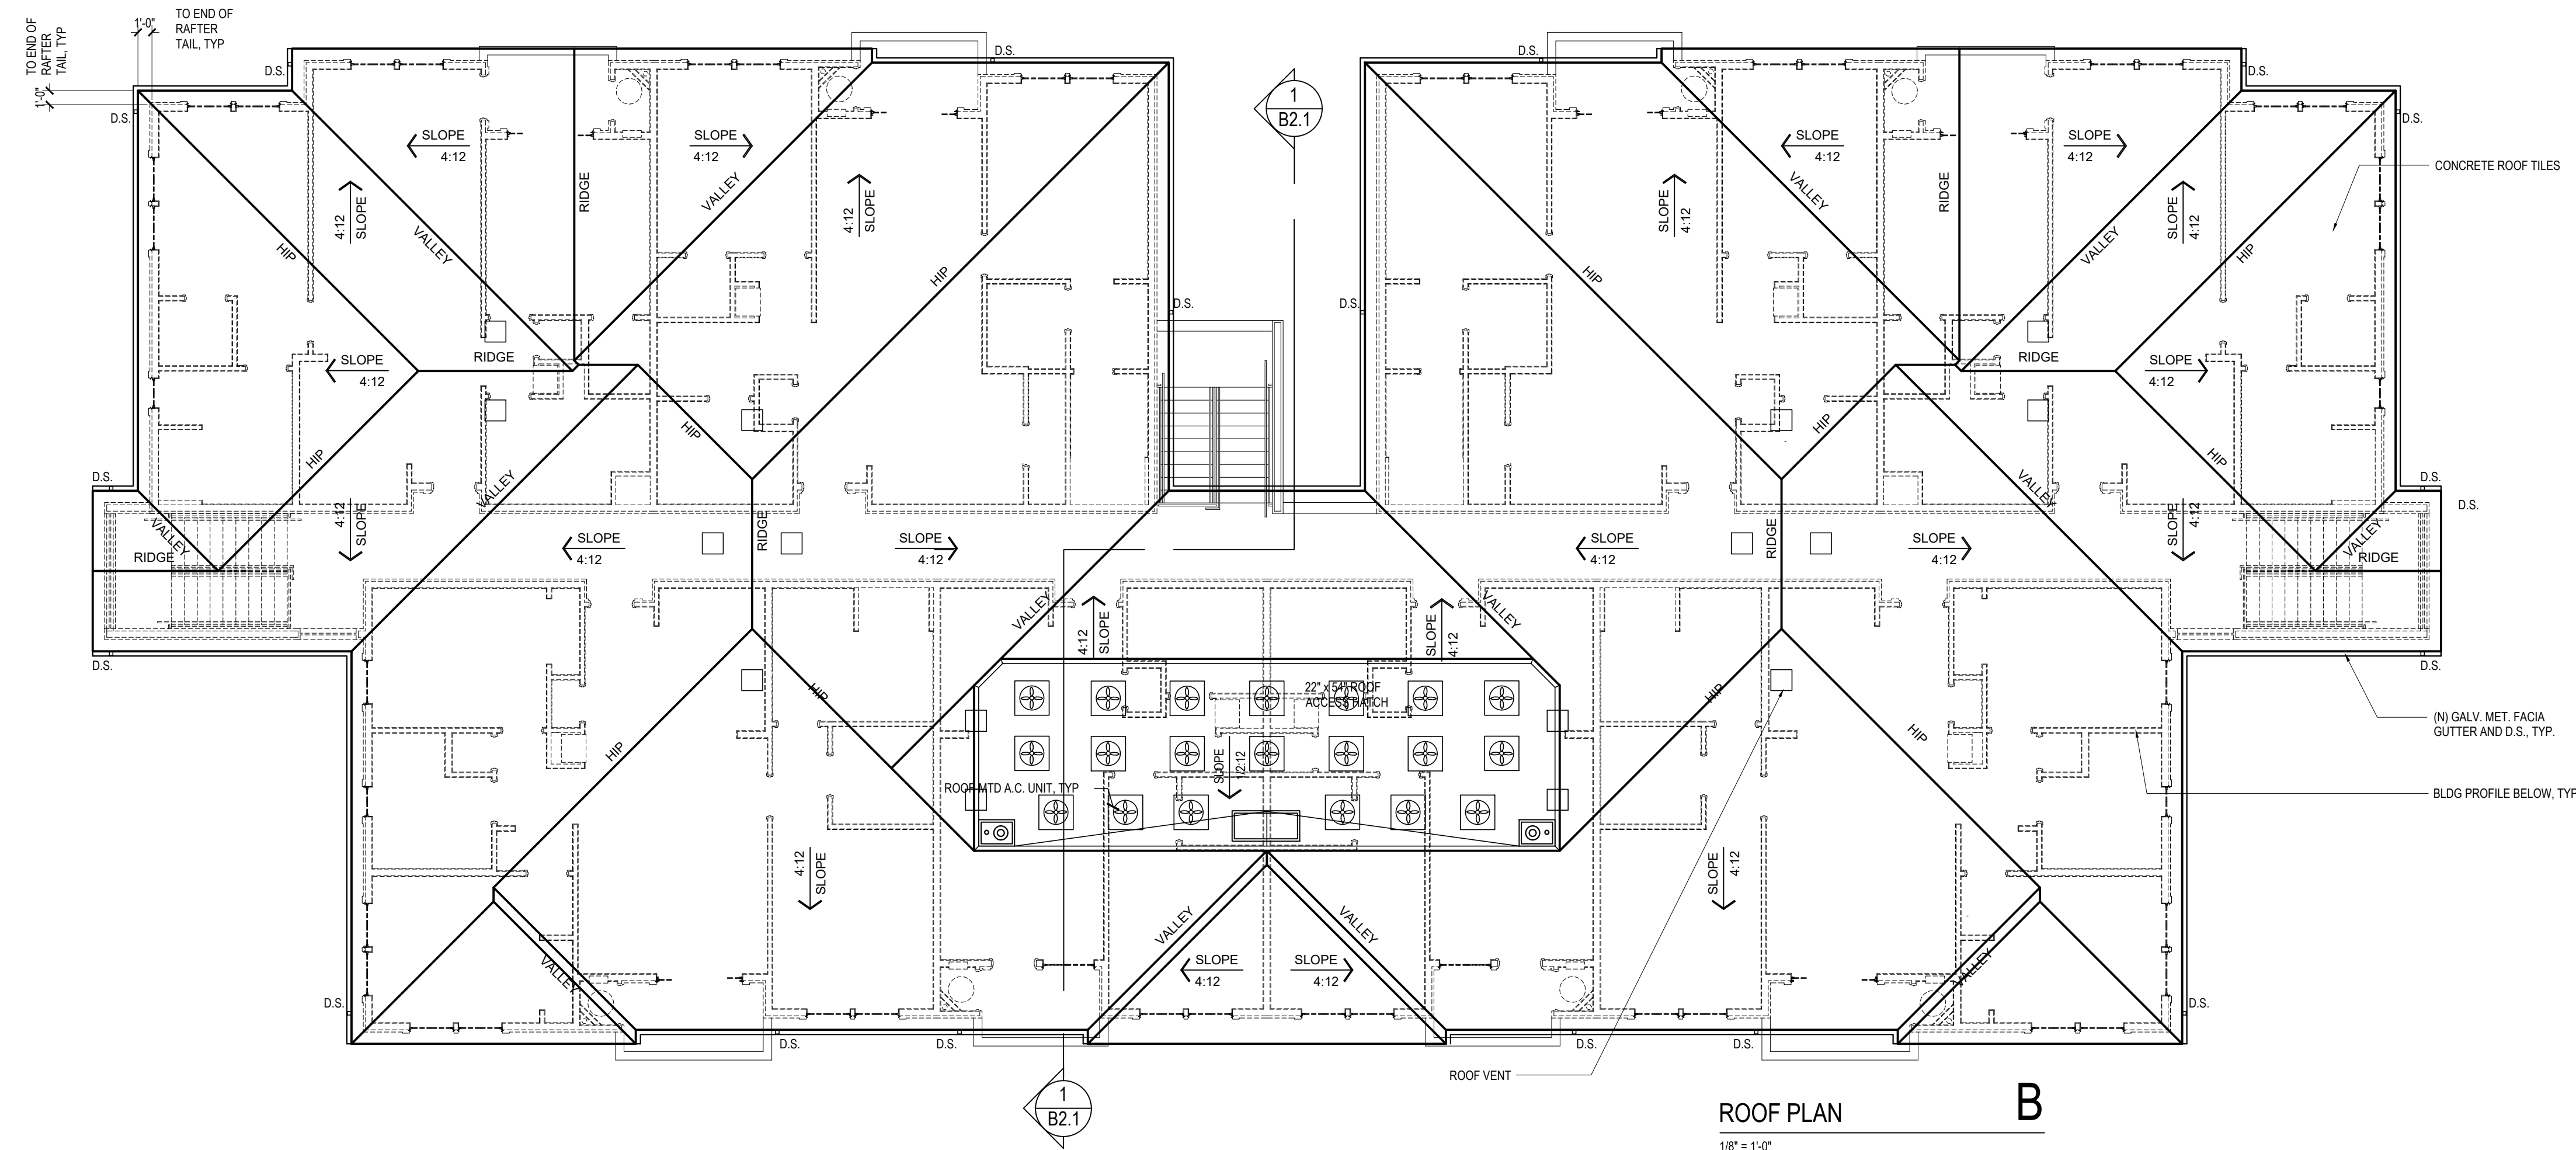 TO END OF
RAFTER
TAIL, TYP
1'-0"
TO END OF
RAFTER
TAIL, TYP
1'-0"
D.S.
D.S.
D.S.
D.S.
D.S.
D.S.
1
B2.1
SLOPE
4:12
SLOPE
4:12
SLOPE
4:12
SLOPE
4:12
CONCRETE ROOF TILES
RIDGE
VALLEY
VALLEY
RIDGE
4:12
SLOPE
4:12
SLOPE
SLOPE
4:12
SLOPE
4:12
HIP
VALLEY
HIP
HIP
VALLEY
HIP
D.S.
D.S.
RIDGE
RIDGE
SLOPE
4:12
SLOPE
4:12
HIP
HIP
HIP
HIP
D.S.
VALLEY
VALLEY
D.S.
D.S.
4:12
SLOPE
SLOPE
4:12
VALLEY
RIDGE
RIDGE
VALLEY
SLOPE
4:12
SLOPE
4:12
SLOPE
4:12
SLOPE
4:12
RIDGE
RIDGE
VALLEY
VALLEY
4:12
SLOPE
SLOPE
4:12
D.S.
D.S.
22" x 54" ROOF
ACCESS HATCH
HIP
HIP
HIP
HIP
(N) GALV. MET. FACIA
GUTTER AND D.S., TYP.
SLOPE
1/2:12
ROOF MTD A.C. UNIT, TYP
BLDG PROFILE BELOW, TYP
4:12
SLOPE
SLOPE
4:12
VALLEY
VALLEY
VALLEY
VALLEY
SLOPE
4:12
SLOPE
4:12
D.S.
D.S.
D.S.
D.S.
D.S.
D.S.
ROOF VENT
1
B2.1
ROOF PLAN
B
1/8" = 1'-0"